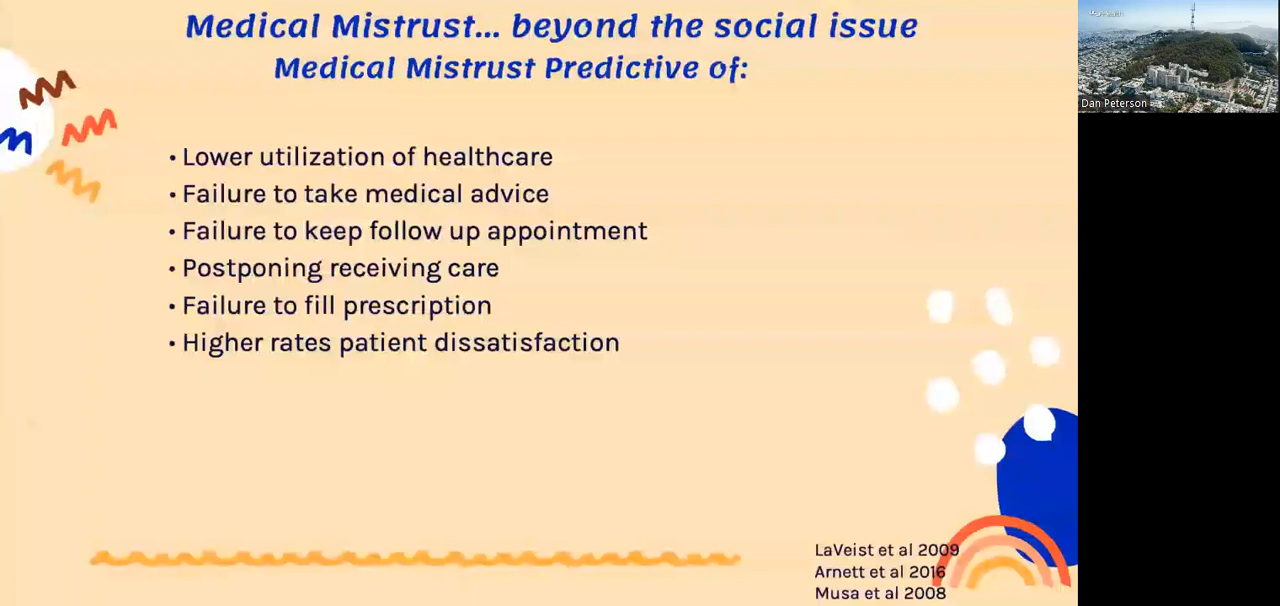 Medical Mistrust... beyond the social issue
Medical Mistrust Predictive of:
• Lower utilization of healthcare
• Failure to take medical advice
• Failure to keep follow up appointment
• Postponing receiving care
• Failure to fill prescription
• Higher rates patient dissatisfaction
LaVeist et al 2009
Arnett et al 2016
Musa et al 2008
Dan Peterson